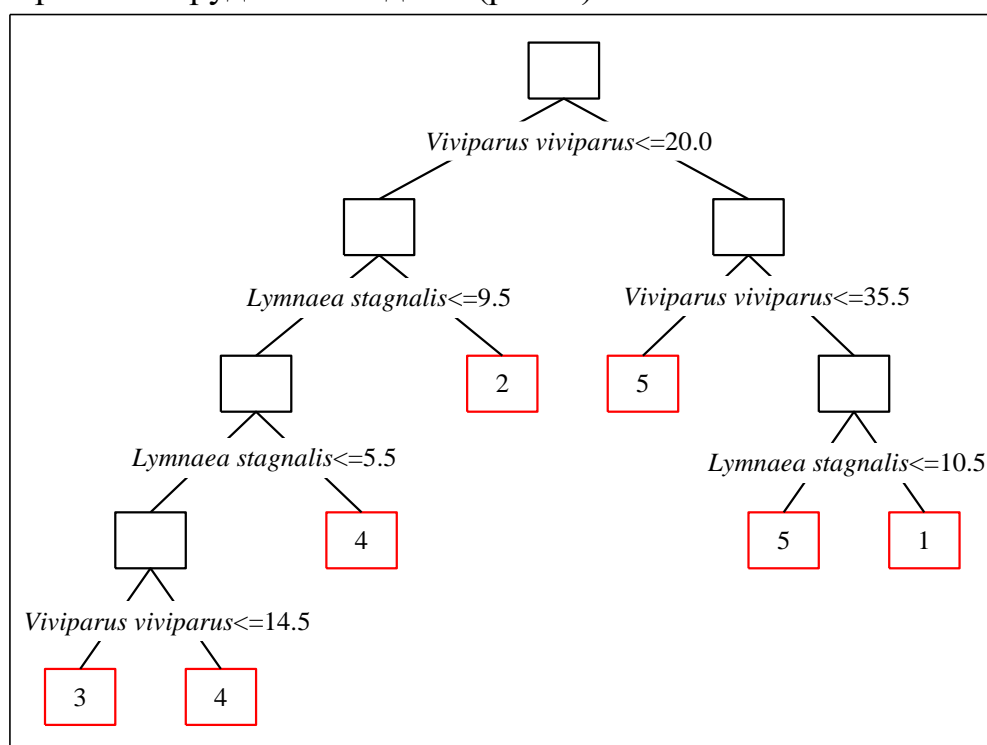 Viviparus viviparus<=20.0
Lymnaea stagnalis<=9.5
Viviparus viviparus<=35.5
2
5
Lymnaea stagnalis<=5.5
Lymnaea stagnalis<=10.5
4
5
1
Viviparus viviparus<=14.5
3
4